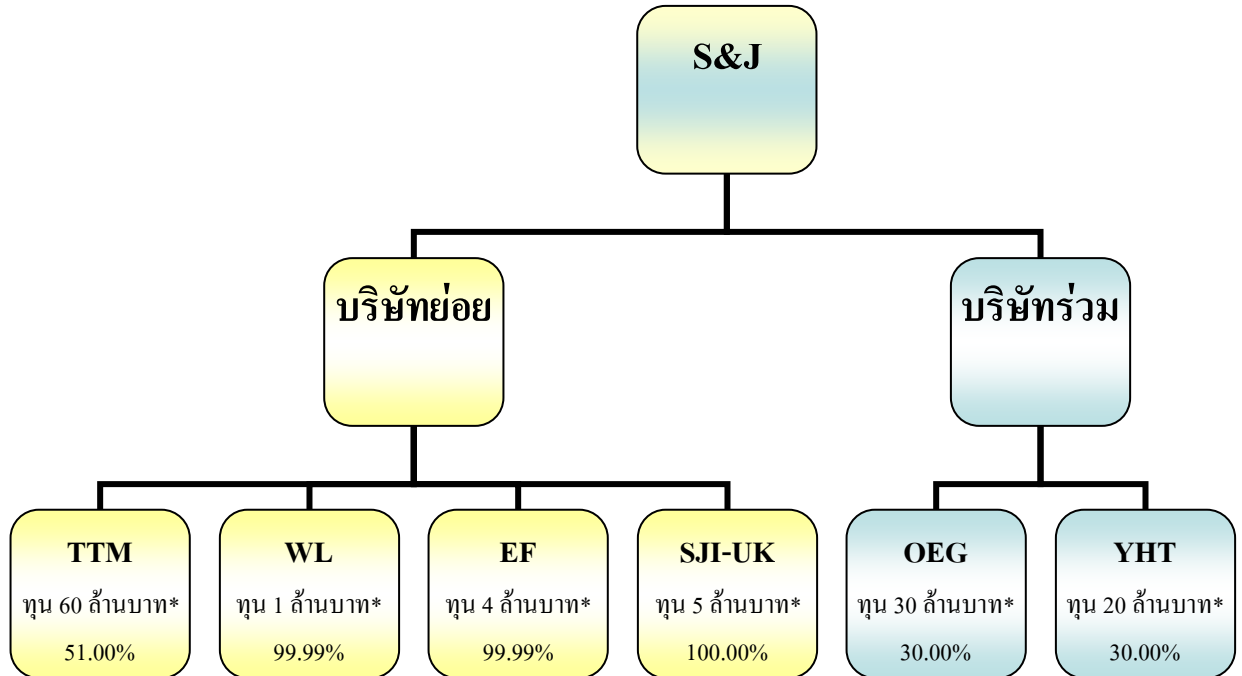 S&J
บริษัทย่อย
บริษัทร่วม
TTM
ทุน 60 ล้านบาท*
51.00%
WL
ทุน 1 ล้านบาท*
99.99%
EF
ทุน 4 ล้านบาท*
99.99%
SJI-UK
ทุน 5 ล้านบาท*
100.00%
OEG
ทุน 30 ล้านบาท*
30.00%
YHT
ทุน 20 ล้านบาท*
30.00%